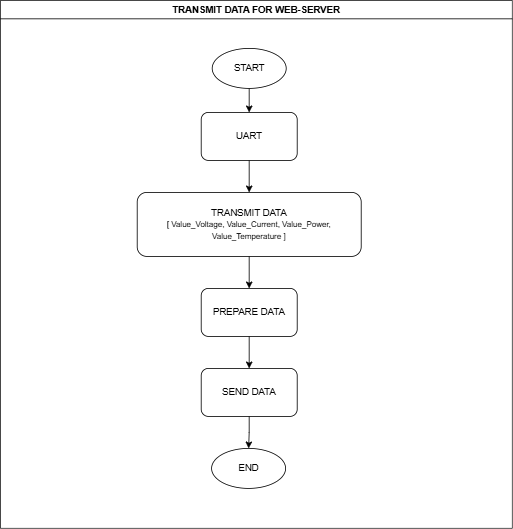 TRANSMIT DATA FOR WEB-SERVER
START
UART
TRANSMIT DATA
[ Value_Voltage, Value_Current, Value_Power,
Value_Temperature ]
PREPARE DATA
SEND DATA
END